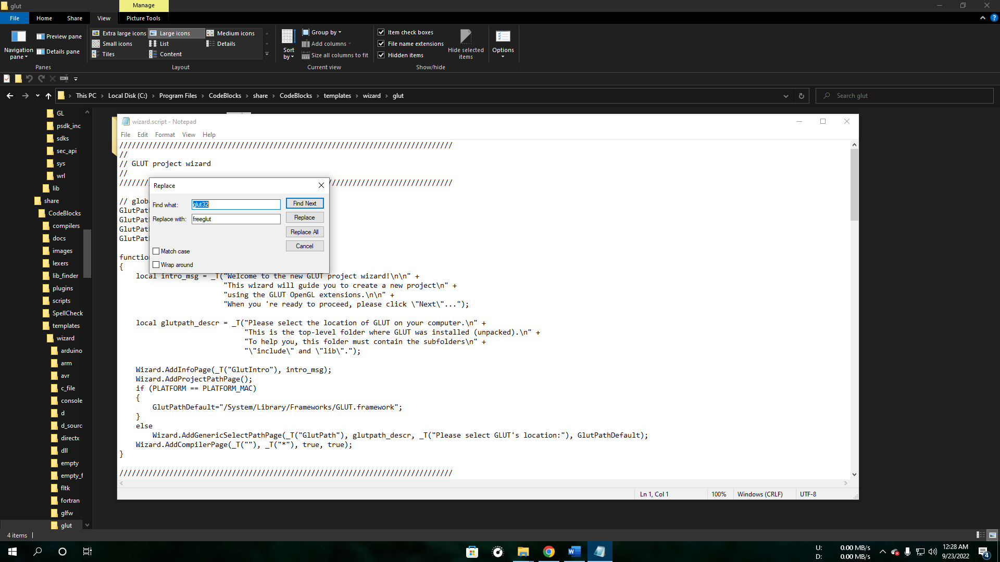 glut
Manage
File Home Share View Picture Tools
Navigation pane
Preview pane
Details pane
Panes
Extra large icons Large icons Medium icons
Small icons List Details
Tiles Content
Layout
Sort by
Group by
Add columns
Size all columns to fit
Current view
Item check boxes
File name extensions
Hidden items
Hide selected items
Show/hide
Options
This PC > Local Disk (C:) > Program Files > CodeBlocks > share > CodeBlocks > templates > wizard > glut
Search glut
GL
psdk_inc
sdks
sec_api
sys
wrl
lib
share
CodeBlocks
compilers
docs
images
lexers
lib_finder
plugins
scripts
SpellCheck
templates
wizard
arduino
arm
avr
c_file
console
d
d_sourc
directx
dll
empty
empty_f
fltk
fortran
glfw
glut
wizard.script - Notepad
File Edit Format View Help
////////////////////////////////////////////////////////////////////////////////
//
// GLUT project wizard
//
////////////////////////////////////////////////////////////////////////////////
// globa
GlutPath
GlutPath
GlutPath
GlutPath
function
{
local intro_msg = _T("Welcome to the new GLUT project wizard!\n\n" +
"This wizard will guide you to create a new project\n" +
"using the GLUT OpenGL extensions.\n\n" +
"When you 're ready to proceed, please click \"Next\"...");
local glutpath_descr = _T("Please select the location of GLUT on your computer.\n" +
"This is the top-level folder where GLUT was installed (unpacked).\n" +
"To help you, this folder must contain the subfolders\n" +
"\"include\" and \"lib\".");
Wizard.AddInfoPage(_T("GlutIntro"), intro_msg);
Wizard.AddProjectPathPage();
if (PLATFORM == PLATFORM_MAC)
{
GlutPathDefault="/System/Library/Frameworks/GLUT.framework";
}
else
Wizard.AddGenericSelectPathPage(_T("GlutPath"), glutpath_descr, _T("Please select GLUT's location:"), GlutPathDefault);
Wizard.AddCompilerPage(_T(""), _T("*"), true, true);
}
////////////////////////////////////////////////////////////////////////////////
Replace
Find what: glut32 Find Next
Replace with: freeglut Replace
Replace All
Cancel
Match case
Wrap around
Ln 1, Col 1 100% Windows (CRLF) UTF-8
4 items
U: 0.00 MB/s
D: 0.00 MB/s
12:28 AM
9/23/2022
4